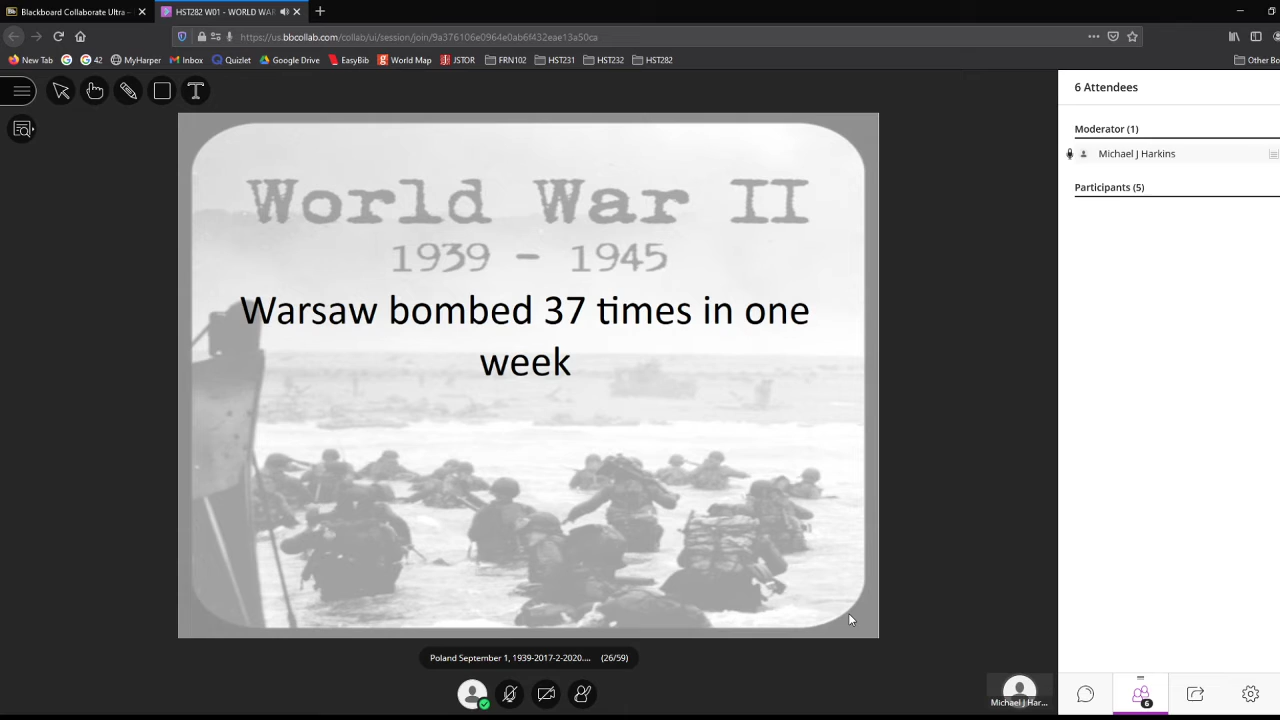 Blackboard Collaborate Ultra –
HST282 W01 - WORLD WAR
https://us.bbcollab.com/collab/ui/session/join/9a376106e0964e0ab6f432eae13a50ca
New Tab G G 42 MyHarper Inbox Quizlet Google Drive EasyBib World Map JSTOR FRN102 HST231 HST232 HST282 Other Bo
6 Attendees
Moderator (1)
Michael J Harkins
Participants (5)
World War II
1939 - 1945
Warsaw bombed 37 times in one
week
Poland September 1, 1939-2017-2-2020.... (26/59)
Michael J Har...
6